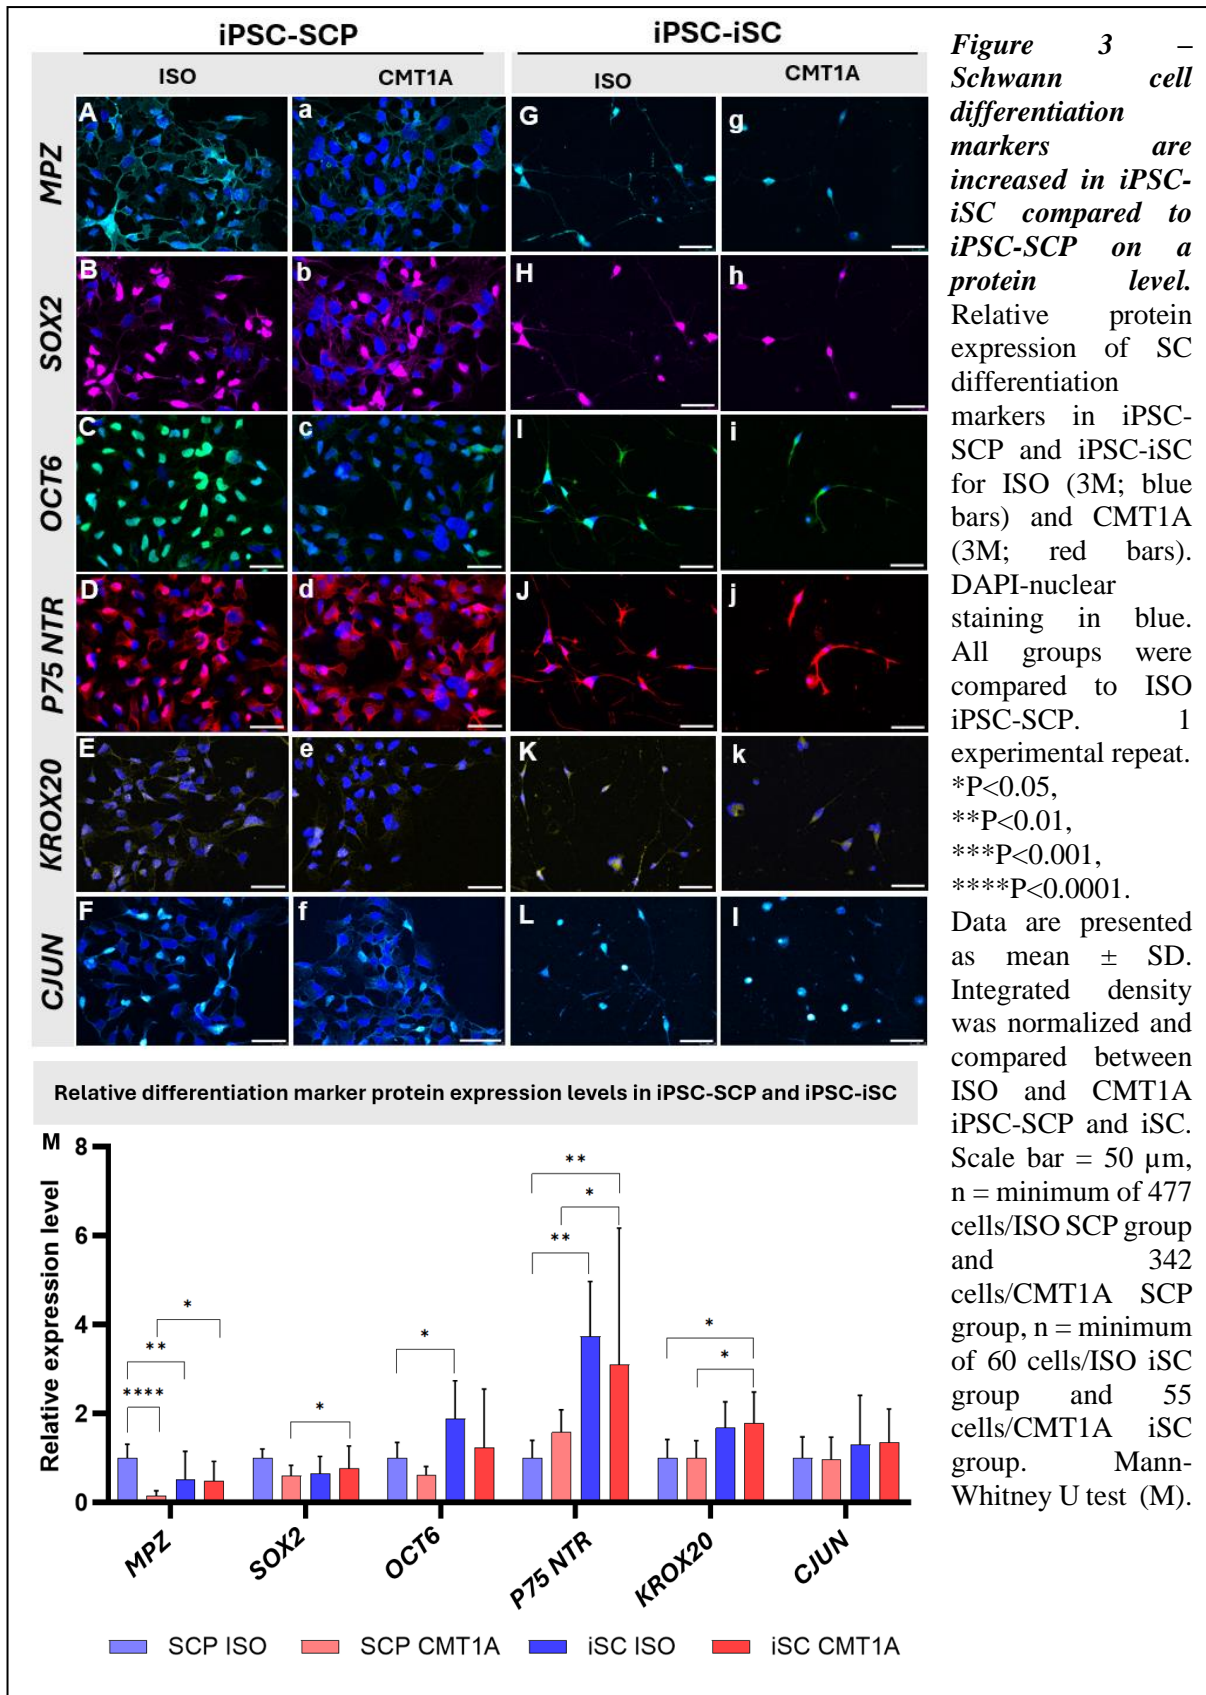 iPSC-SCP
iPSC-iSC
ISO
CMT1A
ISO
CMT1A
MPZ
A
a
G
g
SOX2
B
b
H
h
OCT6
C
c
I
i
P75 NTR
D
d
J
j
KROX20
E
e
K
k
CJUN
F
f
L
l
Relative differentiation marker protein expression levels in iPSC-SCP and iPSC-iSC
M
Relative expression level
8
6
4
2
0
****
**
*
*
*
**
*
**
*
*
MPZ
SOX2
OCT6
P75 NTR
KROX20
CJUN
SCP ISO
SCP CMT1A
iSC ISO
iSC CMT1A
Figure 3 –
Schwann cell
differentiation
markers are
increased in iPSC-
iSC compared to
iPSC-SCP on a
protein level.
Relative protein
expression of SC
differentiation
markers in iPSC-
SCP and iPSC-iSC
for ISO (3M; blue
bars) and CMT1A
(3M; red bars).
DAPI-nuclear
staining in blue.
All groups were
compared to ISO
iPSC-SCP. 1
experimental repeat.
*P<0.05,
**P<0.01,
***P<0.001,
****P<0.0001.
Data are presented
as mean ± SD.
Integrated density
was normalized and
compared between
ISO and CMT1A
iPSC-SCP and iSC.
Scale bar = 50 µm,
n = minimum of 477
cells/ISO SCP group
and 342
cells/CMT1A SCP
group, n = minimum
of 60 cells/ISO iSC
group and 55
cells/CMT1A iSC
group. Mann-
Whitney U test (M).